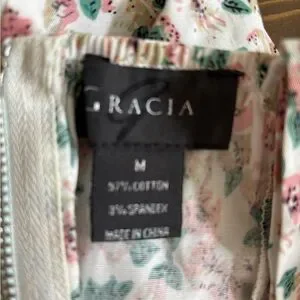 GRACIA
M
97% COTTON
3% SPANDEX
MADE IN CHINA